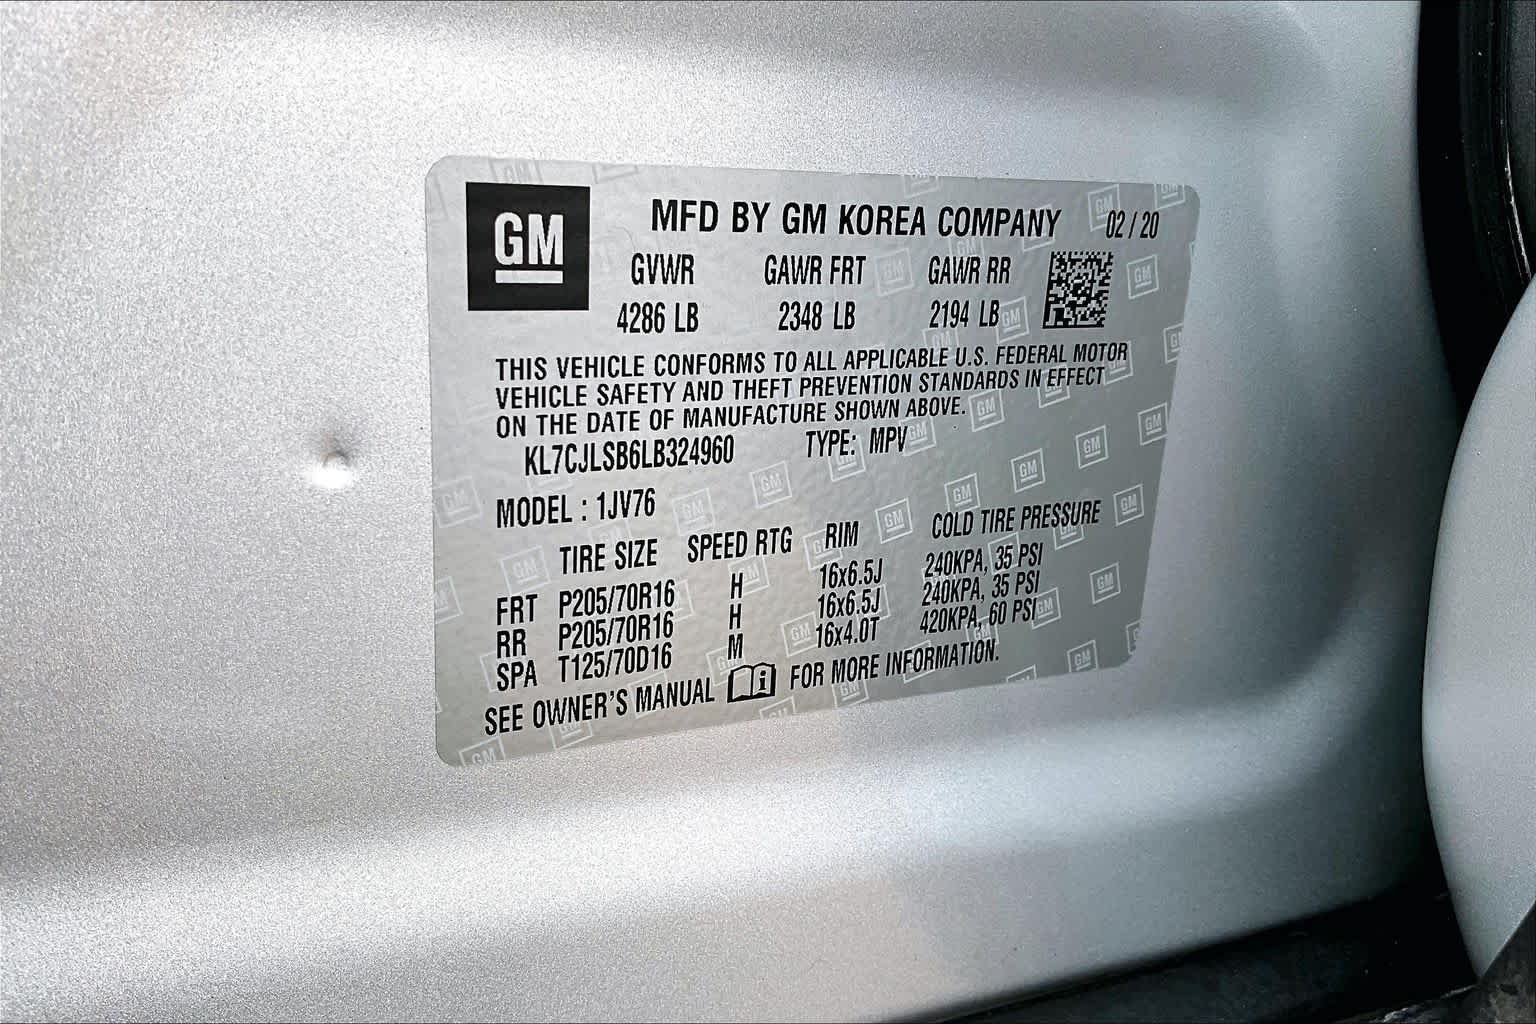 GM
MFD BY GM KOREA COMPANY 02 / 20
GVWR GAWR FRT GAWR RR
4286 LB 2348 LB 2194 LB
THIS VEHICLE CONFORMS TO ALL APPLICABLE U.S. FEDERAL MOTOR
VEHICLE SAFETY AND THEFT PREVENTION STANDARDS IN EFFECT
ON THE DATE OF MANUFACTURE SHOWN ABOVE.
KL7CJLSB6LB324960 TYPE: MPV
MODEL : 1JV76
TIRE SIZE SPEED RTG RIM COLD TIRE PRESSURE
FRT P205/70R16 H 16x6.5J 240KPA, 35 PSI
RR P205/70R16 H 16x6.5J 240KPA, 35 PSI
SPA T125/70D16 M 16x4.0T 420KPA, 60 PSI
SEE OWNER'S MANUAL i FOR MORE INFORMATION.